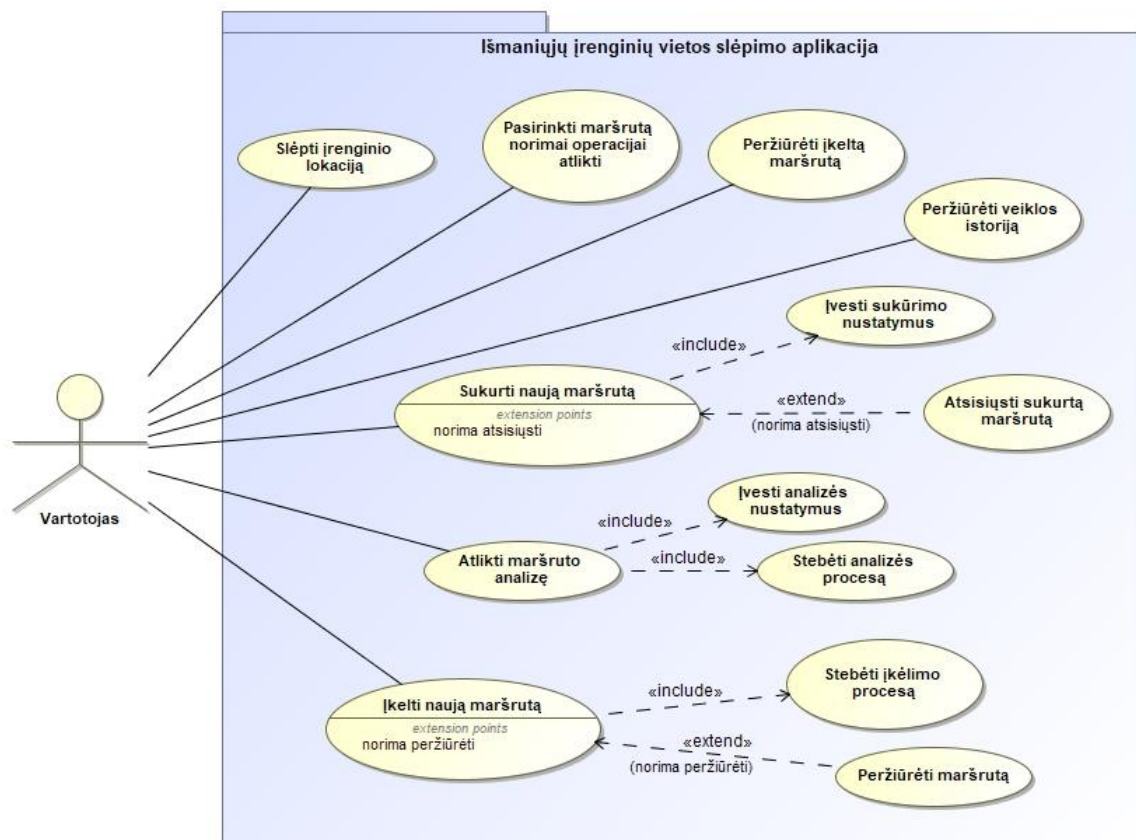 Išmaniųjų įrenginių vietos slėpimo aplikacija
Slėpti įrenginio
lokaciją
Pasirinkti maršrutą
norimai operacijai
atlikti
Peržiūrėti įkeltą
maršrutą
Peržiūrėti veiklos
istoriją
Įvesti sukūrimo
nustatymus
«include»
Sukurti naują maršrutą
extension points
norima atsisiųsti
«extend»
(norima atsisiųsti)
Atsisiųsti sukurtą
maršrutą
Vartotojas
Įvesti analizės
nustatymus
«include»
Atlikti maršruto
analizę
«include»
Stebėti analizės
procesą
Stebėti įkėlimo
procesą
«include»
Įkelti naują maršrutą
extension points
norima peržiūrėti
«extend»
(norima peržiūrėti)
Peržiūrėti maršrutą